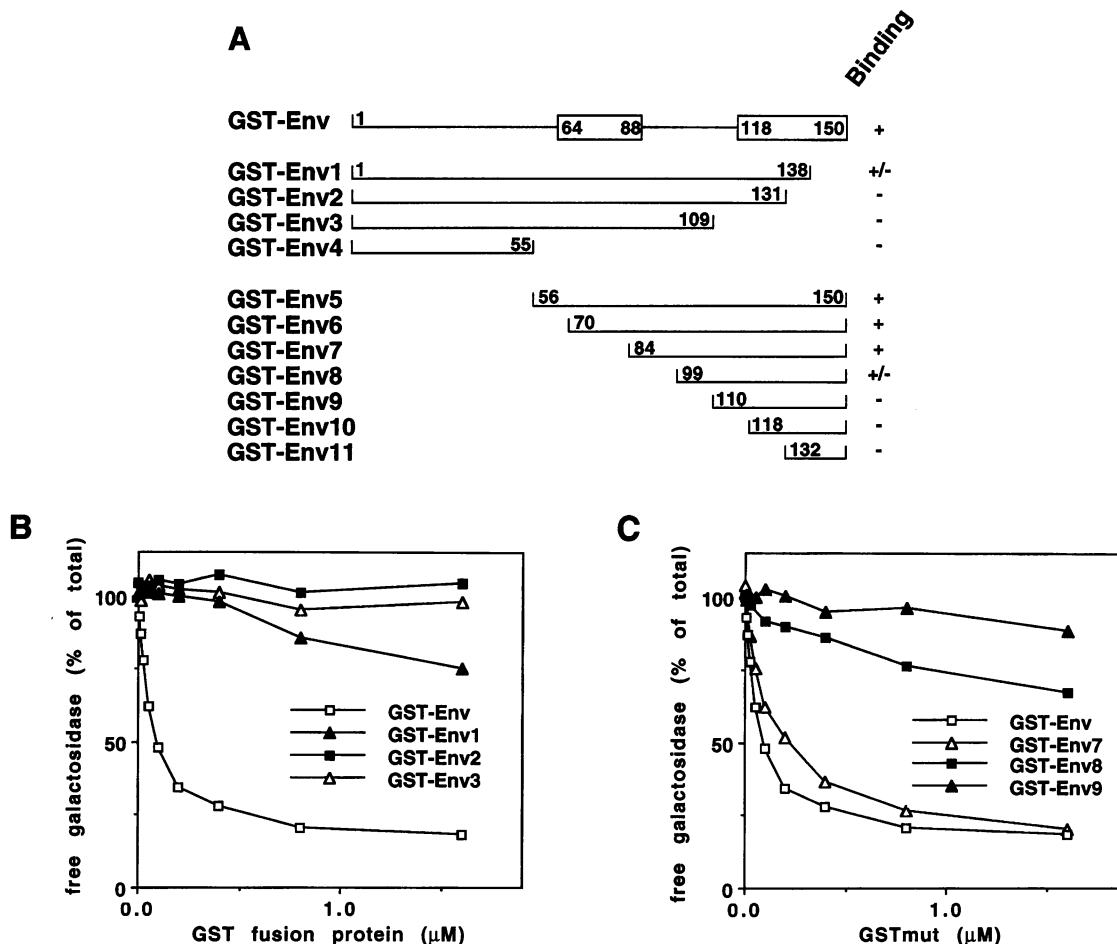 A
Binding
GST-Env 1 64 88 118 150 +
GST-Env1 1 138 +/-
GST-Env2 131 -
GST-Env3 109 -
GST-Env4 55 -
GST-Env5 56 150 +
GST-Env6 70 +
GST-Env7 84 +
GST-Env8 99 +/-
GST-Env9 110 -
GST-Env10 118 -
GST-Env11 132 -
B
free galactosidase (% of total)
100
50
0
0.0 1.0
GST fusion protein (μM)
GST-Env
GST-Env1
GST-Env2
GST-Env3
C
free galactosidase (% of total)
100
50
0
0.0 1.0
GSTmut (μM)
GST-Env
GST-Env7
GST-Env8
GST-Env9